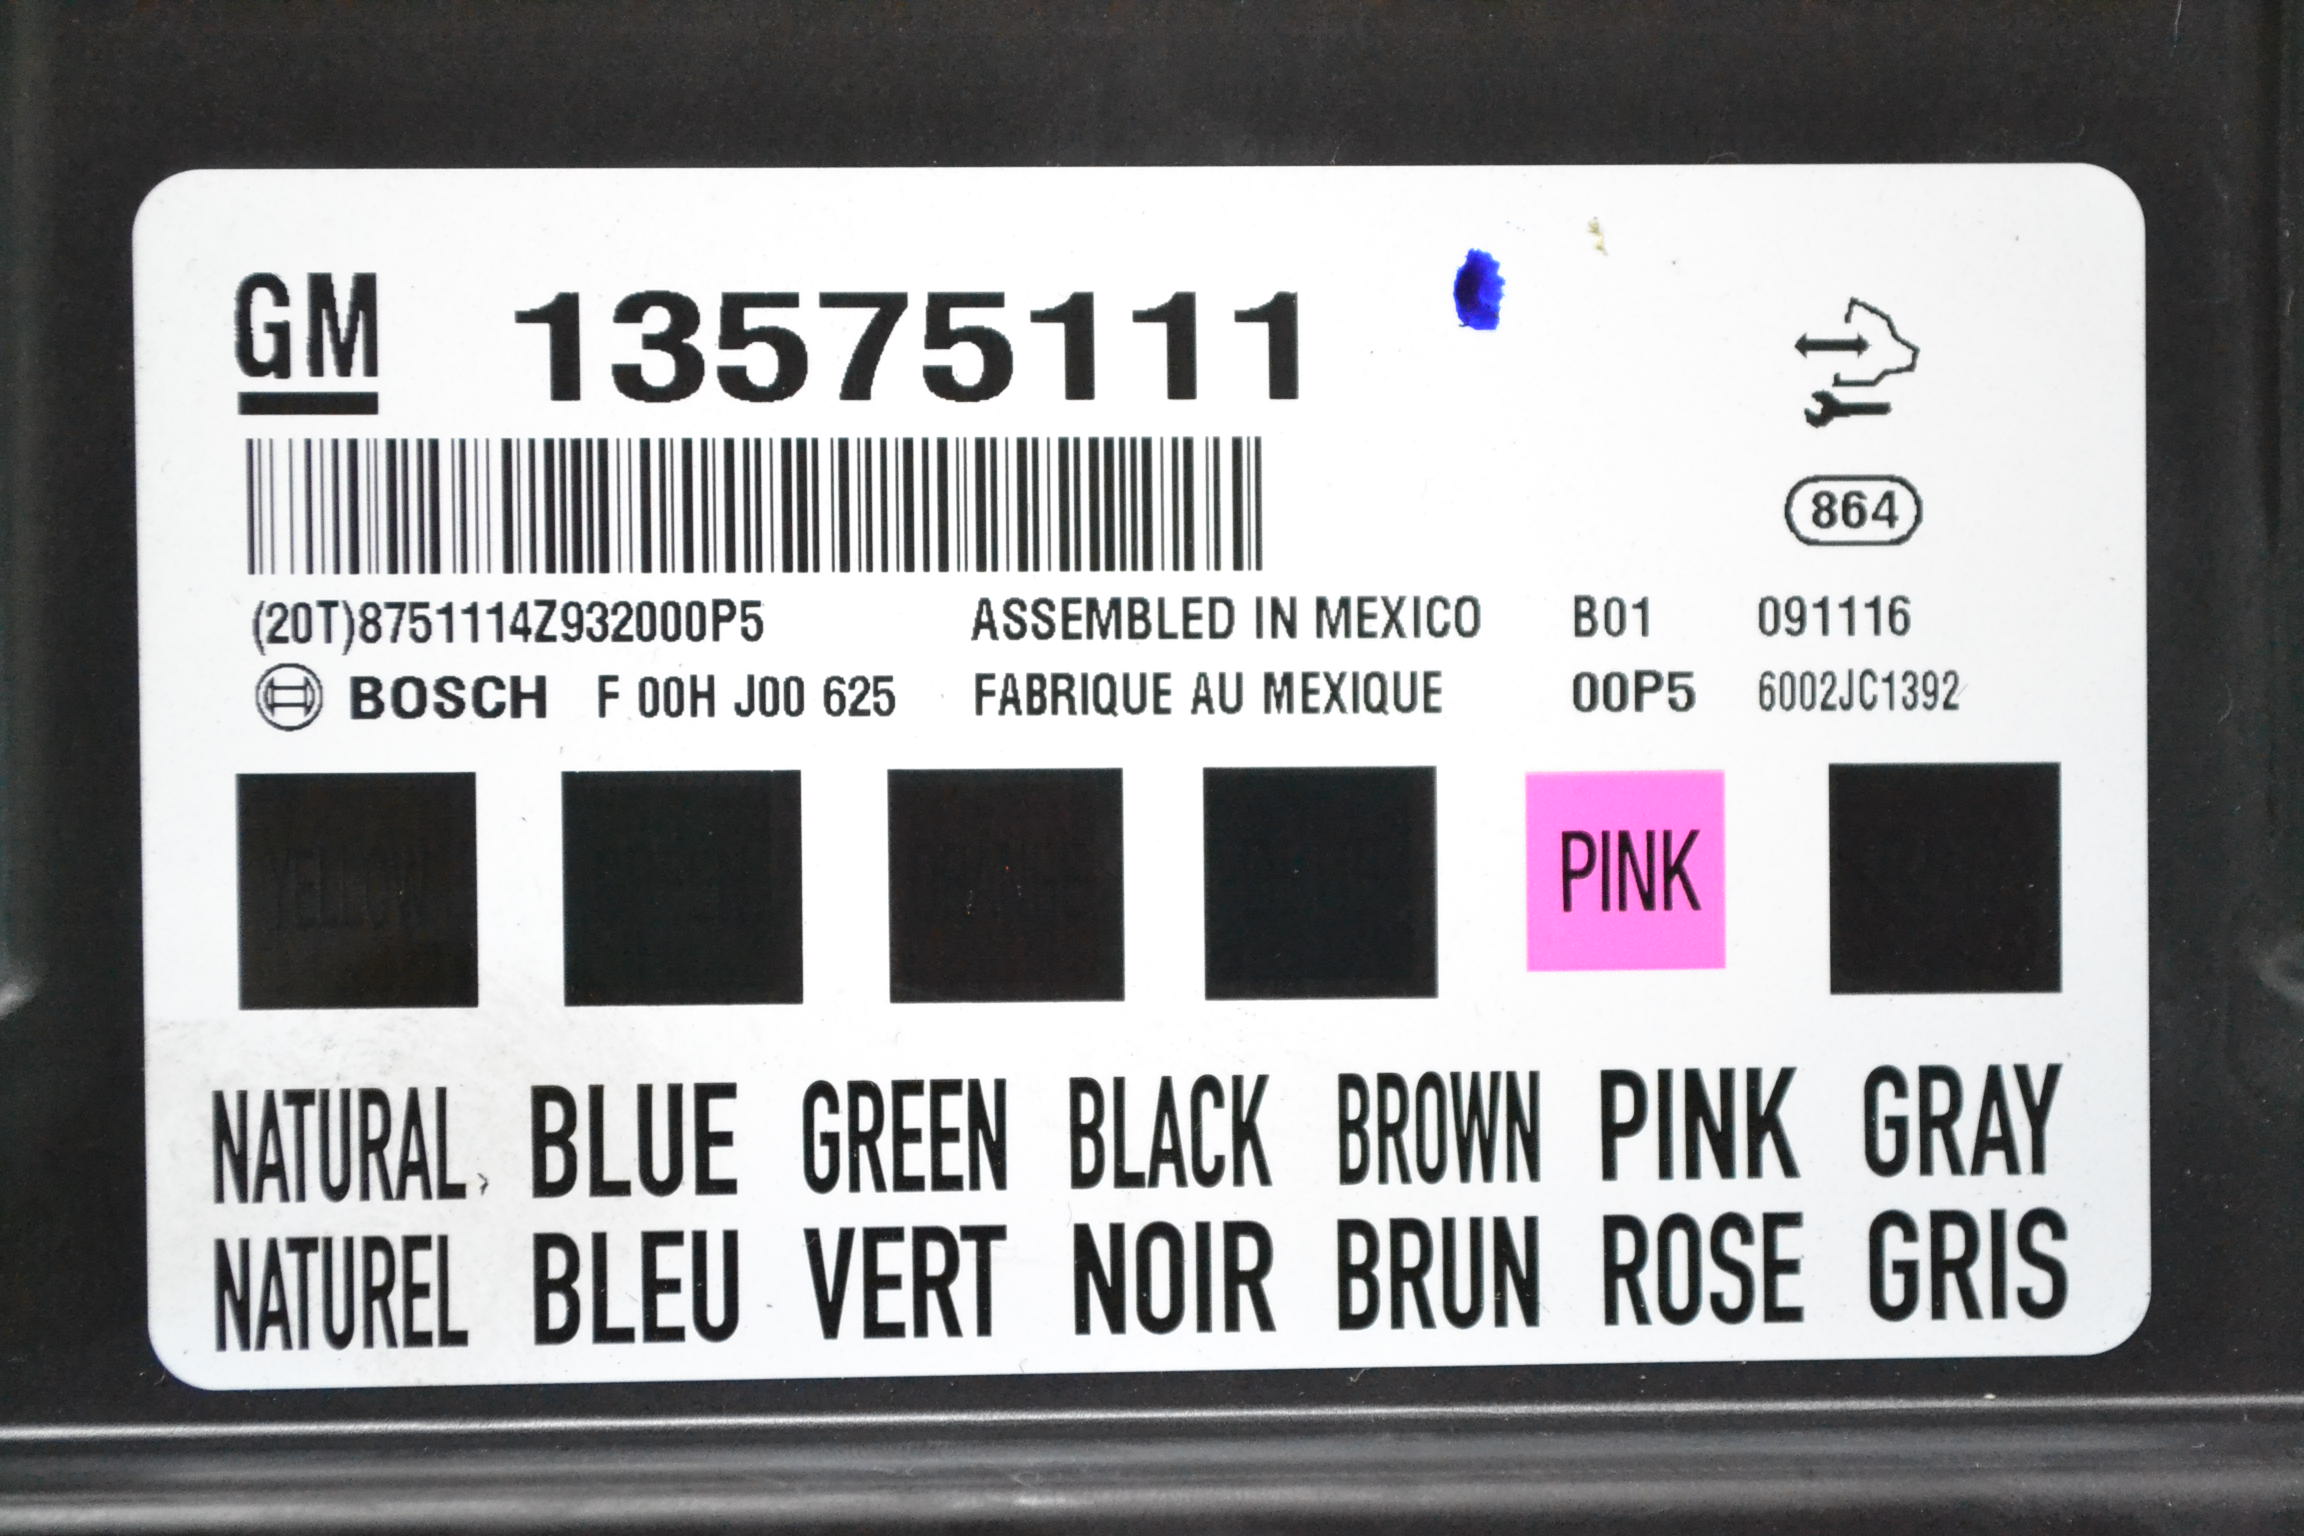 GM 13575111
864
(20T)8751114Z932000P5 ASSEMBLED IN MEXICO B01 091116
BOSCH F 00H J00 625 FABRIQUE AU MEXIQUE 00P5 6002JC1392
YELLOW PINK
NATURAL BLUE GREEN BLACK BROWN PINK GRAY
NATUREL BLEU VERT NOIR BRUN ROSE GRIS